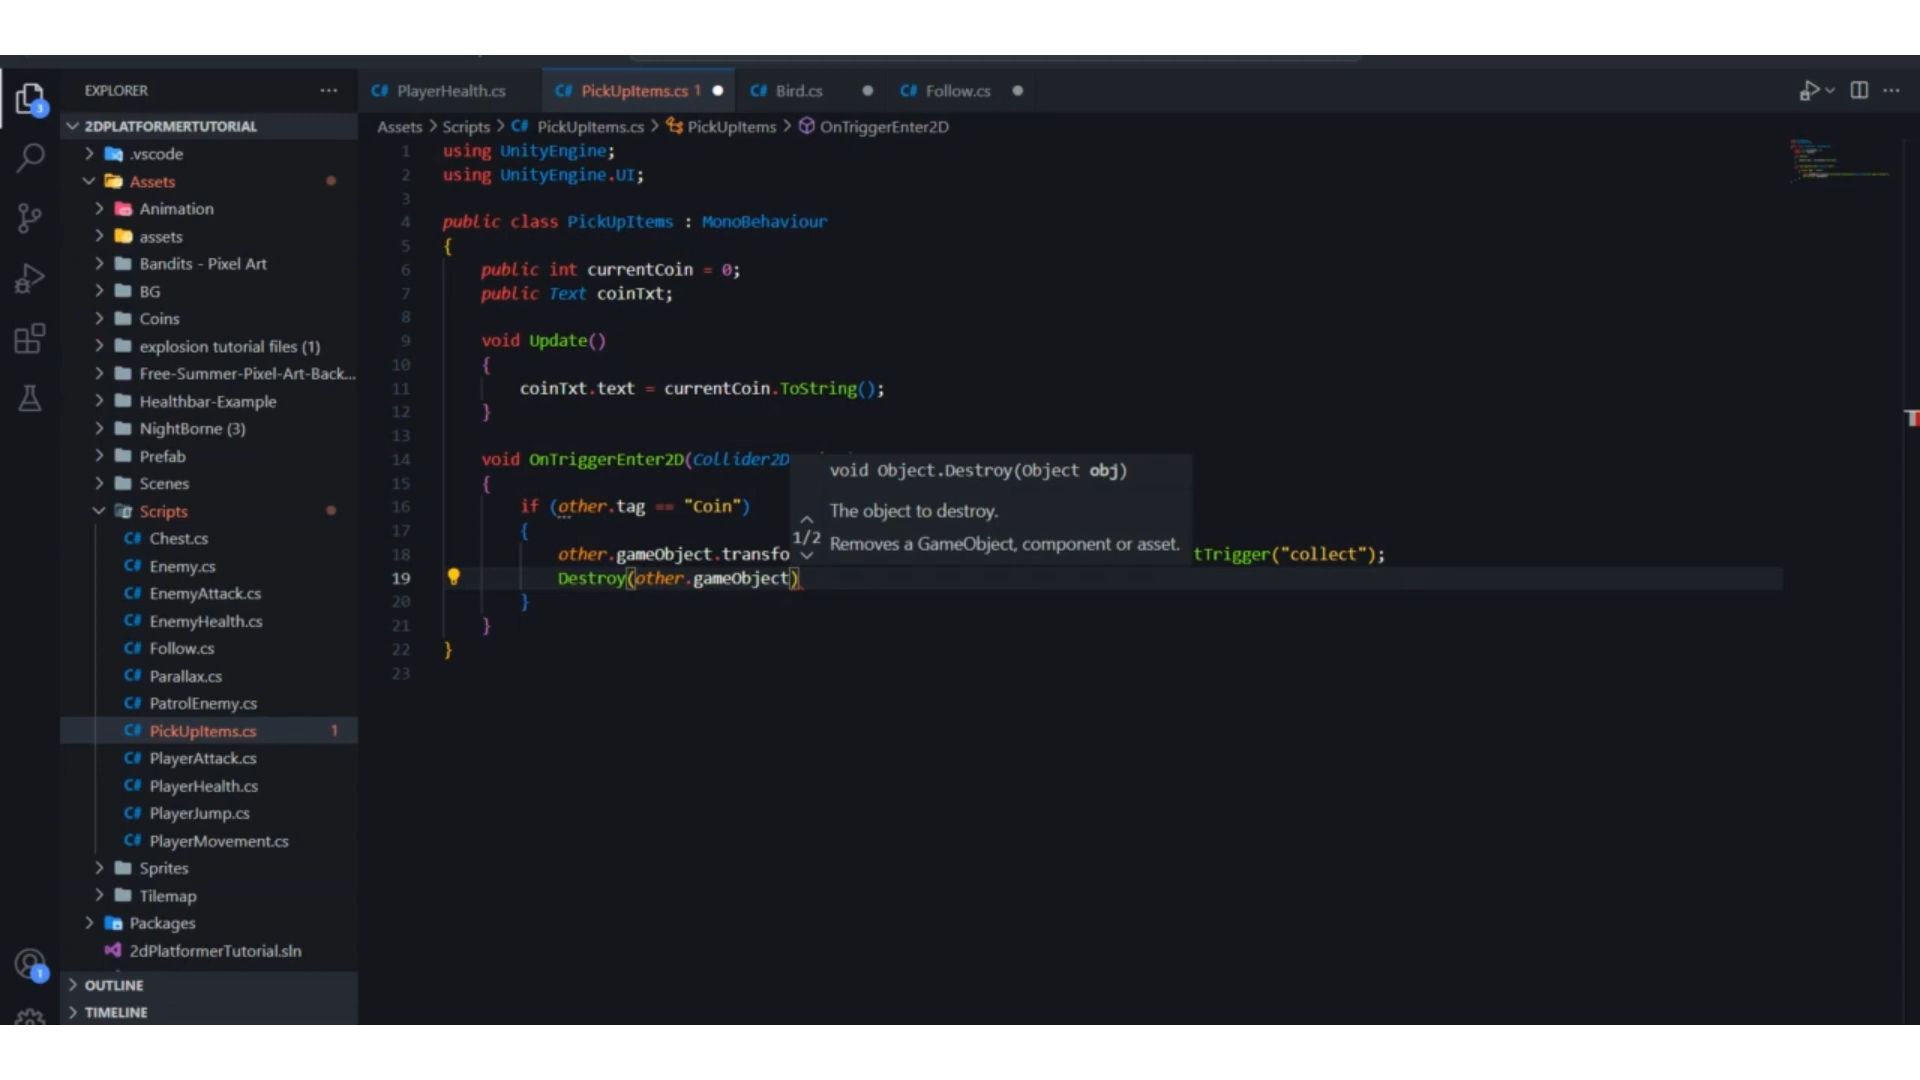 EXPLORER
PlayerHealth.cs
PickUpItems.cs 1
Bird.cs
Follow.cs
2DPLATFORMERTUTORIAL
.vscode
Assets
Animation
assets
Bandits - Pixel Art
BG
Coins
explosion tutorial files (1)
Free-Summer-Pixel-Art-Back...
Healthbar-Example
NightBorne (3)
Prefab
Scenes
Scripts
C# Chest.cs
C# Enemy.cs
C# EnemyAttack.cs
C# EnemyHealth.cs
C# Follow.cs
C# Parallax.cs
C# PatrolEnemy.cs
C# PickUpItems.cs 1
C# PlayerAttack.cs
C# PlayerHealth.cs
C# PlayerJump.cs
C# PlayerMovement.cs
Sprites
Tilemap
Packages
2dPlatformerTutorial.sln
OUTLINE
TIMELINE
3
1
Assets > Scripts > C# PickUpItems.cs > PickUpItems > OnTriggerEnter2D
1 using UnityEngine;
2 using UnityEngine.UI;
3
4 public class PickUpItems : MonoBehaviour
5 {
6 public int currentCoin = 0;
7 public Text coinTxt;
8
9 void Update()
10 {
11 coinTxt.text = currentCoin.ToString();
12 }
13
14 void OnTriggerEnter2D(Collider2D
15 {
16 if (other.tag == "Coin")
17 {
18 other.gameObject.transfo tTrigger("collect");
19 Destroy(other.gameObject)
20 }
21 }
22 }
23
void Object.Destroy(Object obj)
The object to destroy.
1/2 Removes a GameObject, component or asset.